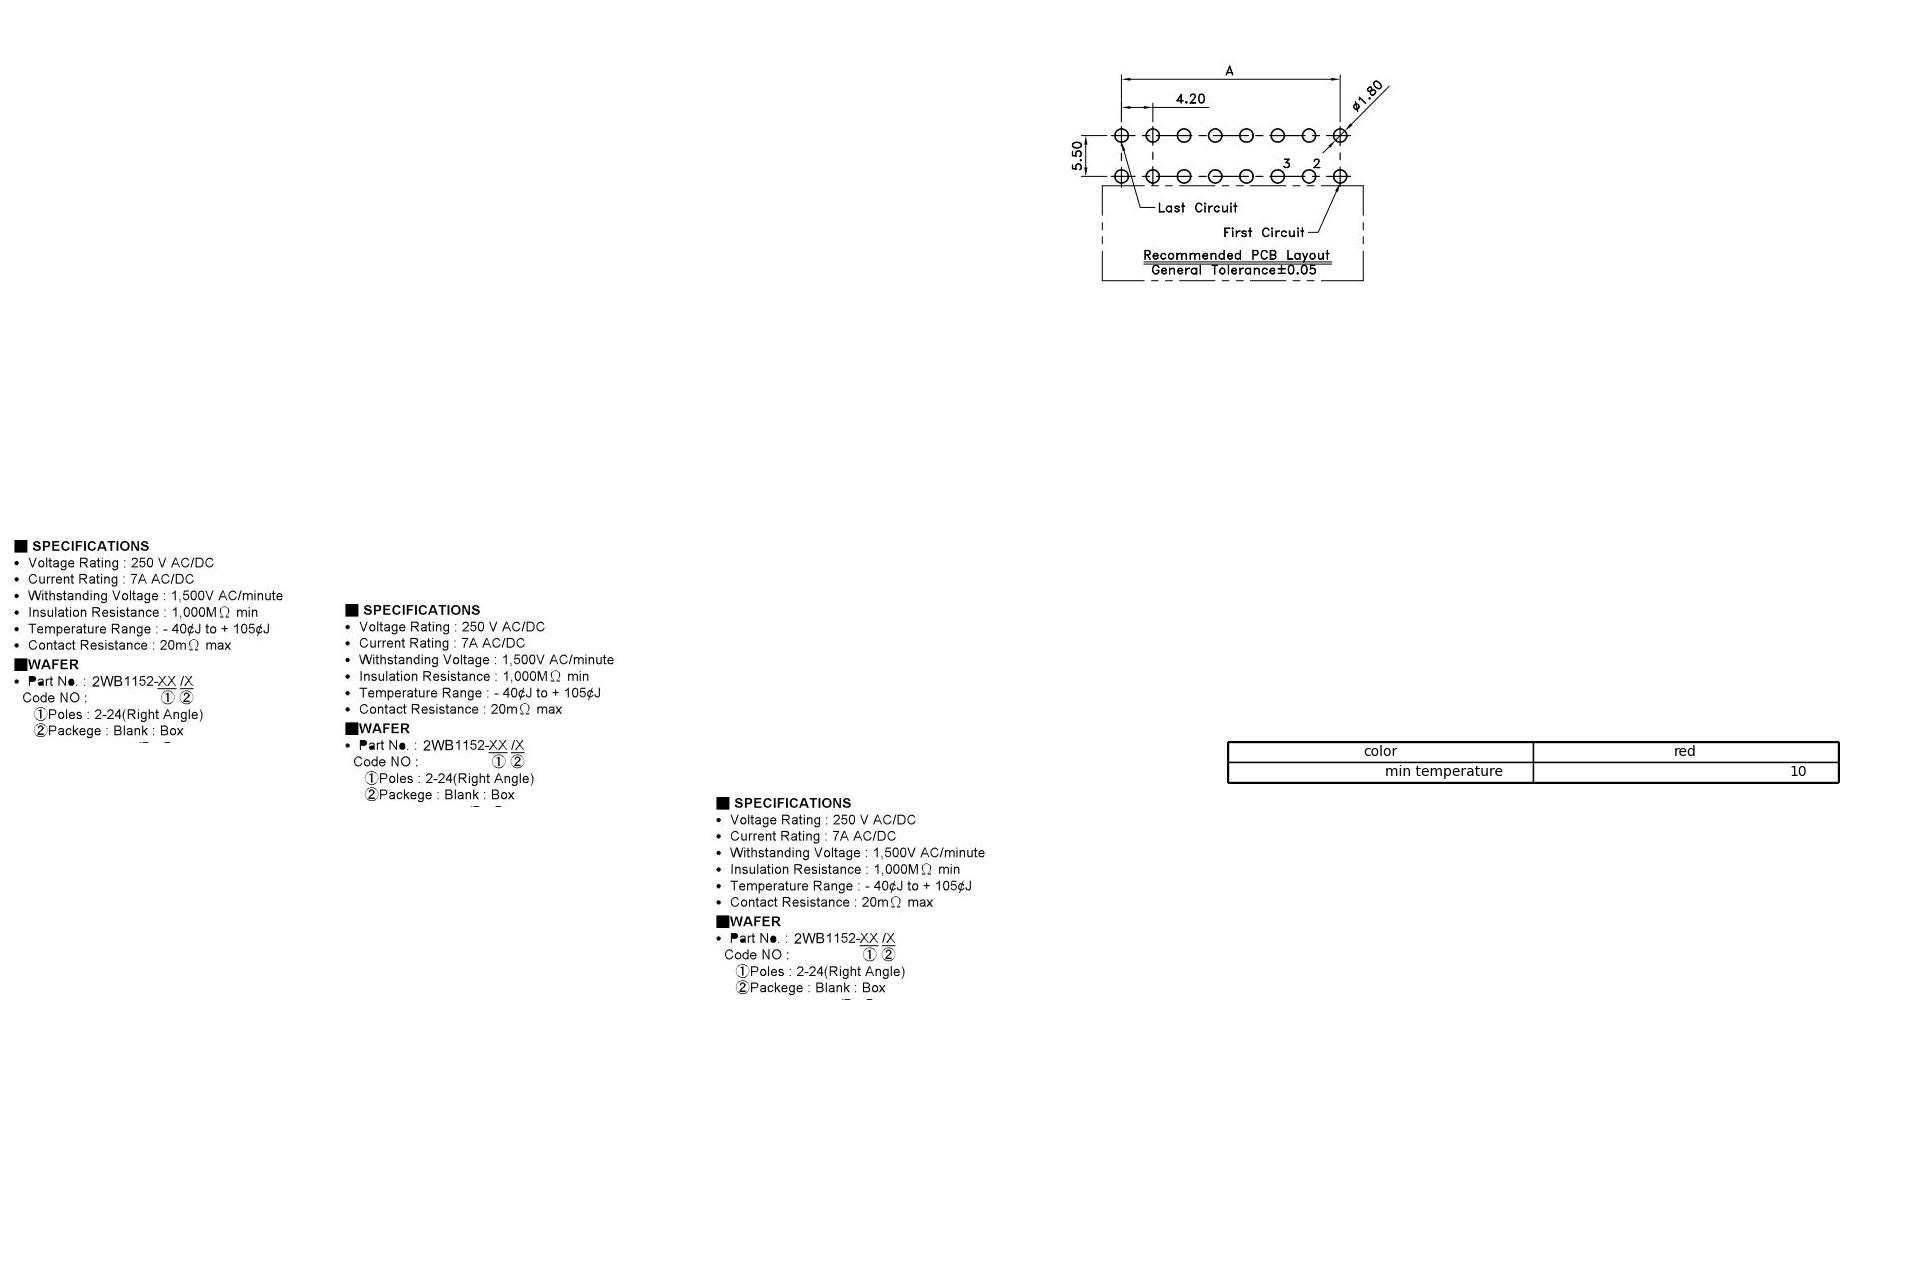 A
4.20
ø1.80
5.50
3 2
Last Circuit
First Circuit
Recommended PCB Layout
General Tolerance±0.05
■ SPECIFICATIONS
• Voltage Rating : 250 V AC/DC
• Current Rating : 7A AC/DC
• Withstanding Voltage : 1,500V AC/minute
• Insulation Resistance : 1,000MΩ min
• Temperature Range : - 40¢J to + 105¢J
• Contact Resistance : 20mΩ max
■WAFER
• Part No. : 2WB1152-XX /X
Code NO : ① ②
①Poles : 2-24(Right Angle)
②Packege : Blank : Box
■ SPECIFICATIONS
• Voltage Rating : 250 V AC/DC
• Current Rating : 7A AC/DC
• Withstanding Voltage : 1,500V AC/minute
• Insulation Resistance : 1,000MΩ min
• Temperature Range : - 40¢J to + 105¢J
• Contact Resistance : 20mΩ max
■WAFER
• Part No. : 2WB1152-XX /X
Code NO : ① ②
①Poles : 2-24(Right Angle)
②Packege : Blank : Box
color red
min temperature 10
■ SPECIFICATIONS
• Voltage Rating : 250 V AC/DC
• Current Rating : 7A AC/DC
• Withstanding Voltage : 1,500V AC/minute
• Insulation Resistance : 1,000MΩ min
• Temperature Range : - 40¢J to + 105¢J
• Contact Resistance : 20mΩ max
■WAFER
• Part No. : 2WB1152-XX /X
Code NO : ① ②
①Poles : 2-24(Right Angle)
②Packege : Blank : Box